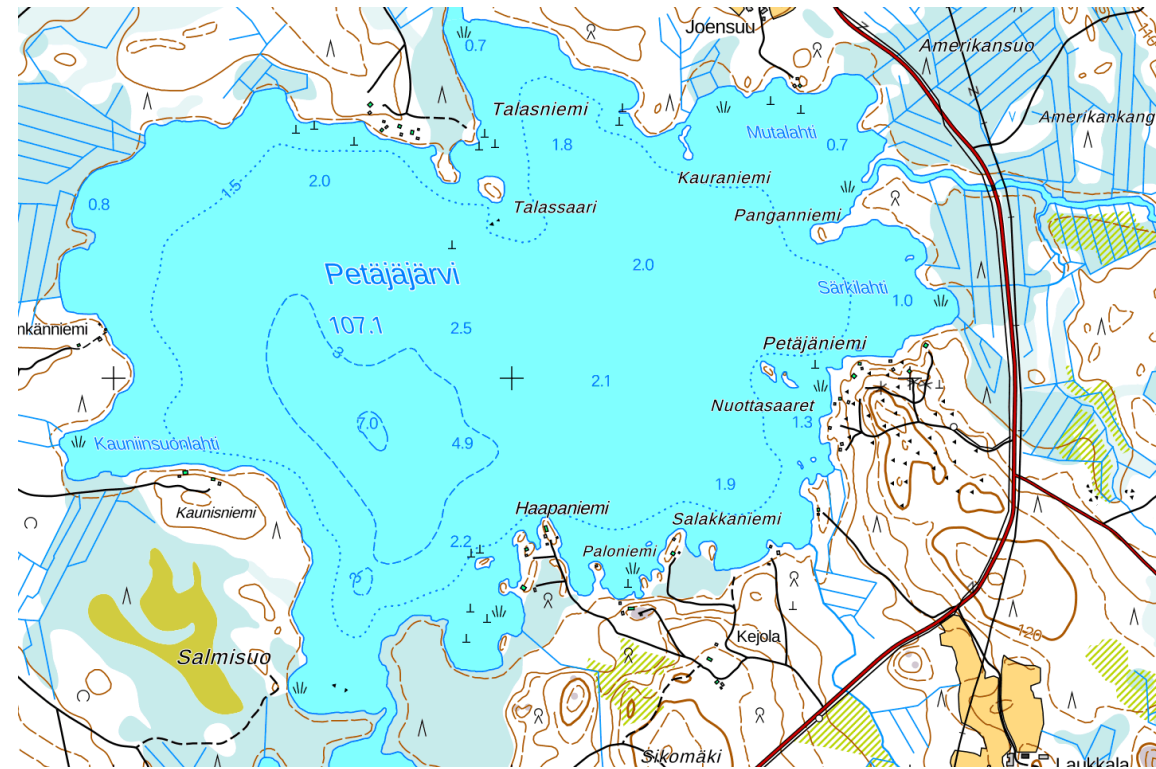 Joensuu
0.7
Amerikansuo
110
Talasniemi
Amerikankang
Mutalahti
1.8
0.7
Kauraniemi
2.0
1.5
0.8
Talassaari
Panganniemi
Petäjäjärvi
2.0
Särkilahti
1.0
107.1
2.5
nkänniemi
Petäjäniemi
3
2.1
Nuottasaaret
7.0
1.3
Kauniinsuonlahti
4.9
1.9
Kaunisniemi
Haapaniemi
Salakkaniemi
2.2
Paloniemi
120
Kejola
Salmisuo
Sikomäki
Laukkala